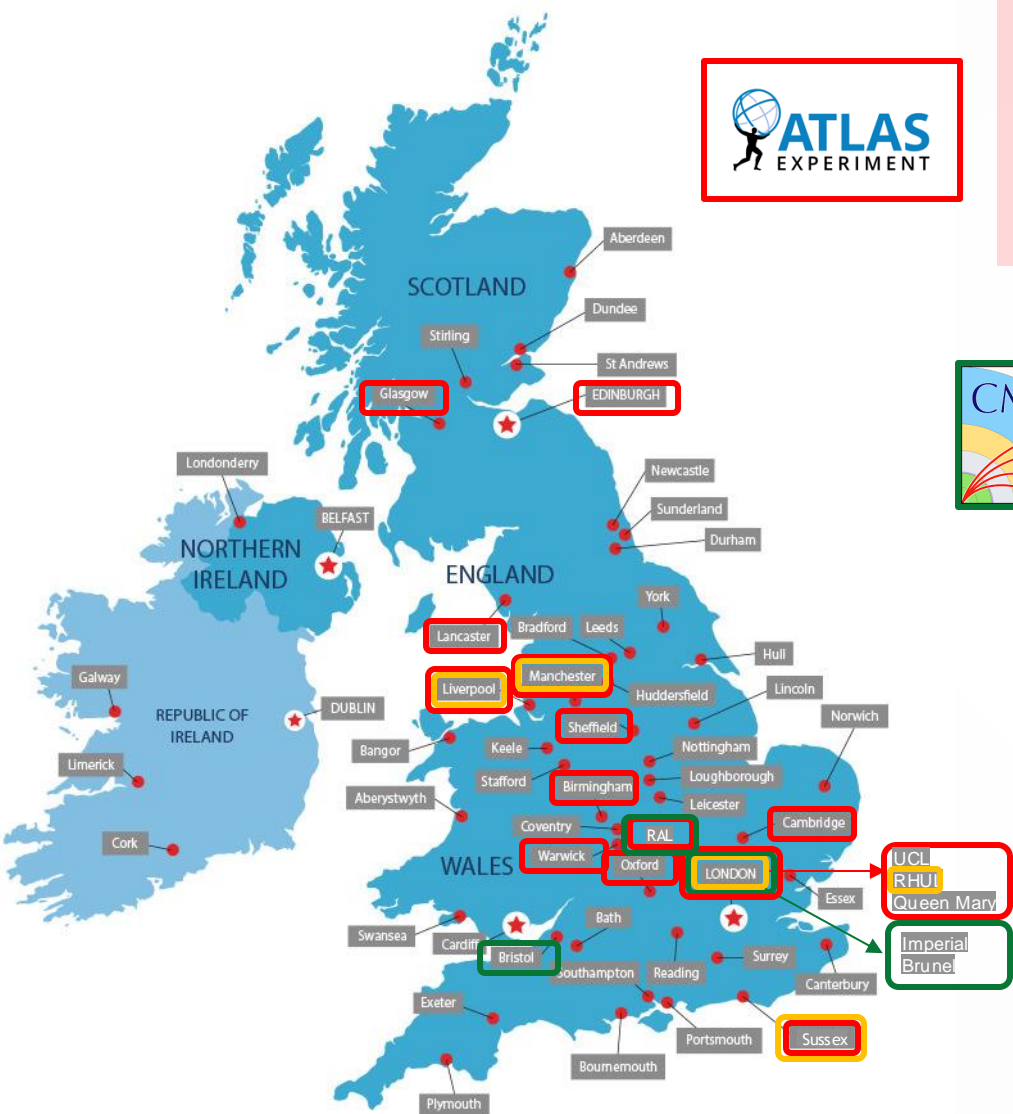 ATLAS
EXPERIMENT
Aberdeen
SCOTLAND
Dundee
Stirling
St Andrews
Glasgow
EDINBURGH
CM
Londonderry
Newcastle
Sunderland
BELFAST
Durham
NORTHERN
IRELAND
ENGLAND
York
Lancaster
Bradford
Leeds
Hull
Galway
Manchester
Liverpool
Huddersfield
Lincoln
DUBLIN
REPUBLIC OF
IRELAND
Norwich
Sheffield
Bangor
Keele
Nottingham
Limerick
Stafford
Loughborough
Birmingham
Aberystwyth
Leicester
Coventry
RAL
Cambridge
Cork
Warwick
WALES
Oxford
LONDON
UCL
RHUL
Queen Mary
Essex
Bath
Swansea
Cardiff
Bristol
Imperial
Brunel
Surrey
Southampton
Reading
Canterbury
Exeter
Portsmouth
Sussex
Bournemouth
Plymouth